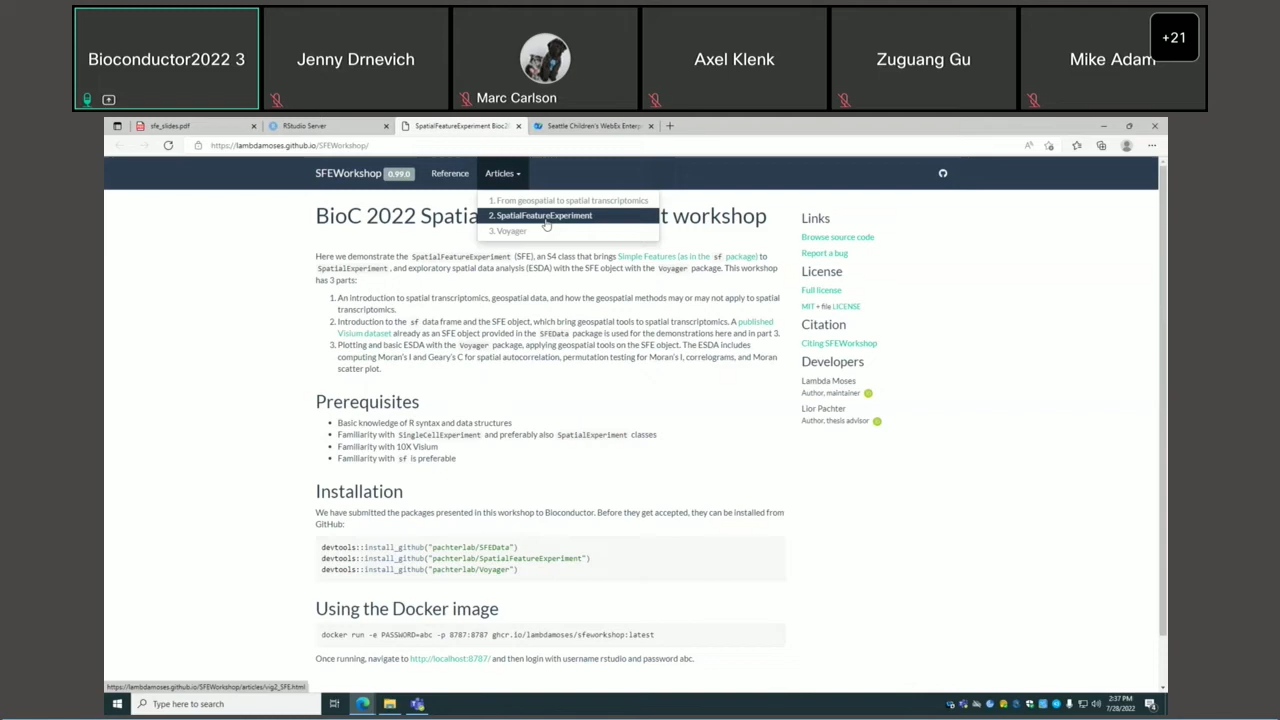 Bioconductor2022 3
Jenny Drnevich
Marc Carlson
Axel Klenk
Zuguang Gu
Mike Adam
+21
sfe_slides.pdf
RStudio Server
SpatialFeatureExperiment Bioc2
Seattle Children's WebEx Enterp
https://lambdamoses.github.io/SFEWorkshop/
SFEWorkshop 0.99.0 Reference Articles
1. From geospatial to spatial transcriptomics
2. SpatialFeatureExperiment
3. Voyager
BioC 2022 Spatia t workshop
Here we demonstrate the SpatialFeatureExperiment (SFE), an S4 class that brings Simple Features (as in the sf package) to
SpatialExperiment, and exploratory spatial data analysis (ESDA) with the SFE object with the Voyager package. This workshop
has 3 parts:
1. An introduction to spatial transcriptomics, geospatial data, and how the geospatial methods may or may not apply to spatial
transcriptomics.
2. Introduction to the sf data frame and the SFE object, which bring geospatial tools to spatial transcriptomics. A published
Visium dataset already as an SFE object provided in the SFEData package is used for the demonstrations here and in part 3.
3. Plotting and basic ESDA with the Voyager package, applying geospatial tools on the SFE object. The ESDA includes
computing Moran's I and Geary's C for spatial autocorrelation, permutation testing for Moran's I, correlograms, and Moran
scatter plot.
Prerequisites
• Basic knowledge of R syntax and data structures
• Familiarity with SingleCellExperiment and preferably also SpatialExperiment classes
• Familiarity with 10X Visium
• Familiarity with sf is preferable
Installation
We have submitted the packages presented in this workshop to Bioconductor. Before they get accepted, they can be installed from
GitHub:
devtools::install_github("pachterlab/SFEData")
devtools::install_github("pachterlab/SpatialFeatureExperiment")
devtools::install_github("pachterlab/Voyager")
Using the Docker image
docker run -e PASSWORD=abc -p 8787:8787 ghcr.io/lambdamoses/sfeworkshop:latest
Once running, navigate to http://localhost:8787/ and then login with username rstudio and password abc.
Links
Browse source code
Report a bug
License
Full license
MIT + file LICENSE
Citation
Citing SFEWorkshop
Developers
Lambda Moses
Author, maintainer
Lior Pachter
Author, thesis advisor
https://lambdamoses.github.io/SFEWorkshop/articles/vig2_SFE.html
Type here to search
2:37 PM
7/28/2022